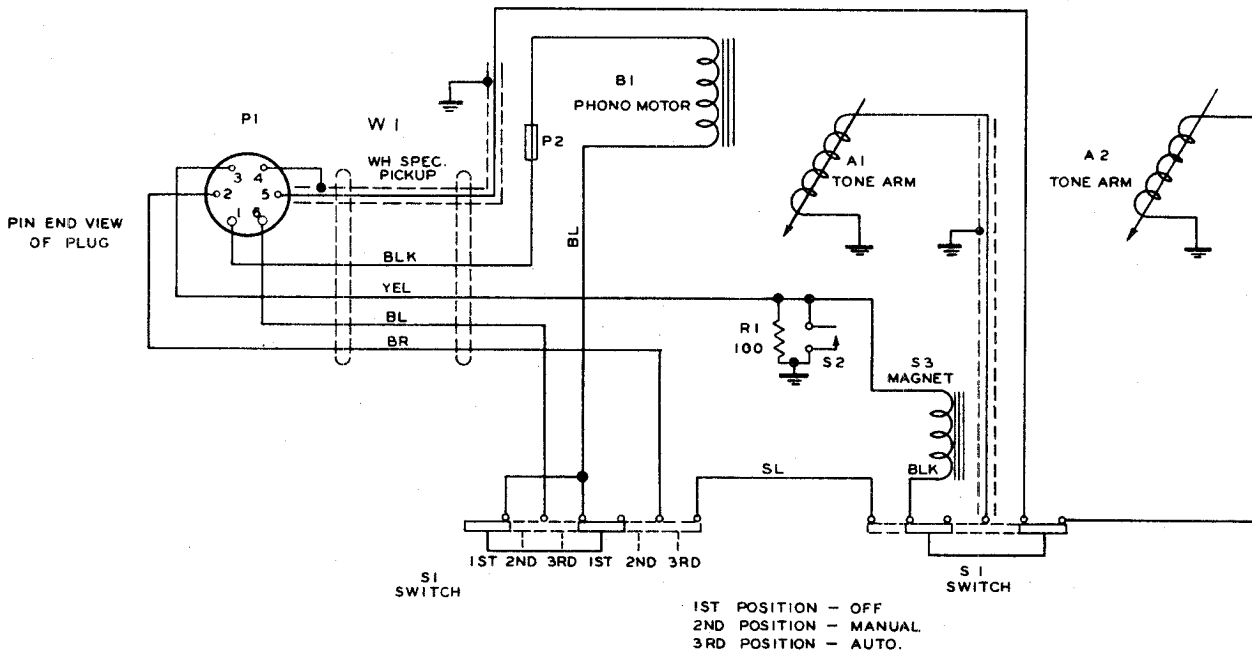 P1
W1
B1
PHONO MOTOR
P2
WH SPEC.
PICKUP
A1
TONE ARM
A2
TONE ARM
3 4
2 5
1 6
PIN END VIEW
OF PLUG
BLK
BL
YEL
BL
BR
R1
100
S2
S3
MAGNET
SL
BLK
1ST 2ND 3RD 1ST 2ND 3RD
S1
SWITCH
S1
SWITCH
1ST POSITION - OFF
2ND POSITION - MANUAL.
3RD POSITION - AUTO.